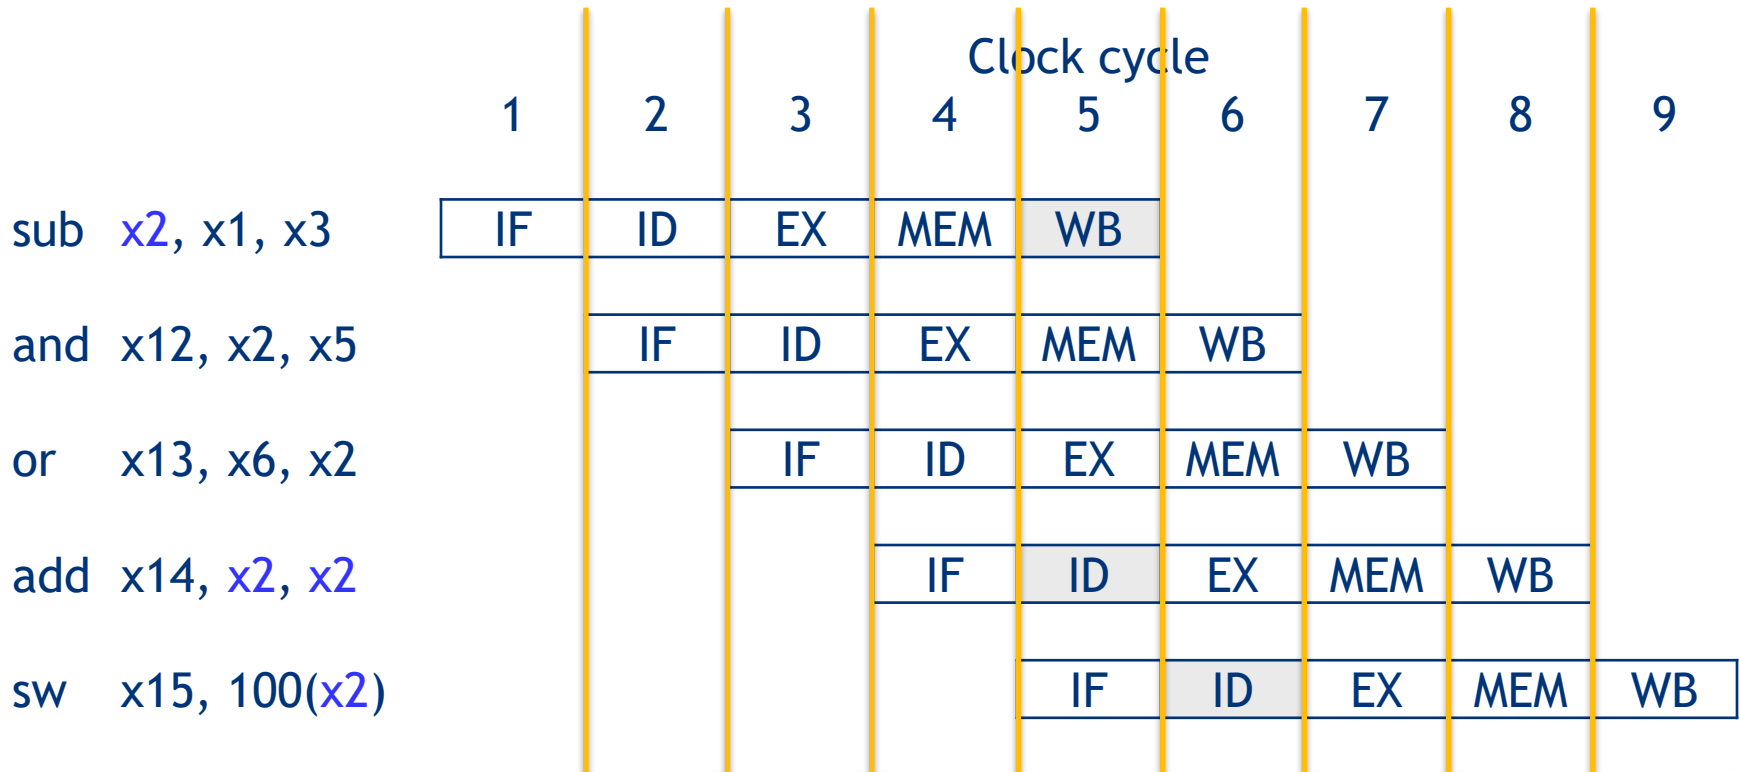 Clock cycle
1 2 3 4 5 6 7 8 9
sub x2, x1, x3 IF ID EX MEM WB
and x12, x2, x5 IF ID EX MEM WB
or x13, x6, x2 IF ID EX MEM WB
add x14, x2, x2 IF ID EX MEM WB
sw x15, 100(x2) IF ID EX MEM WB